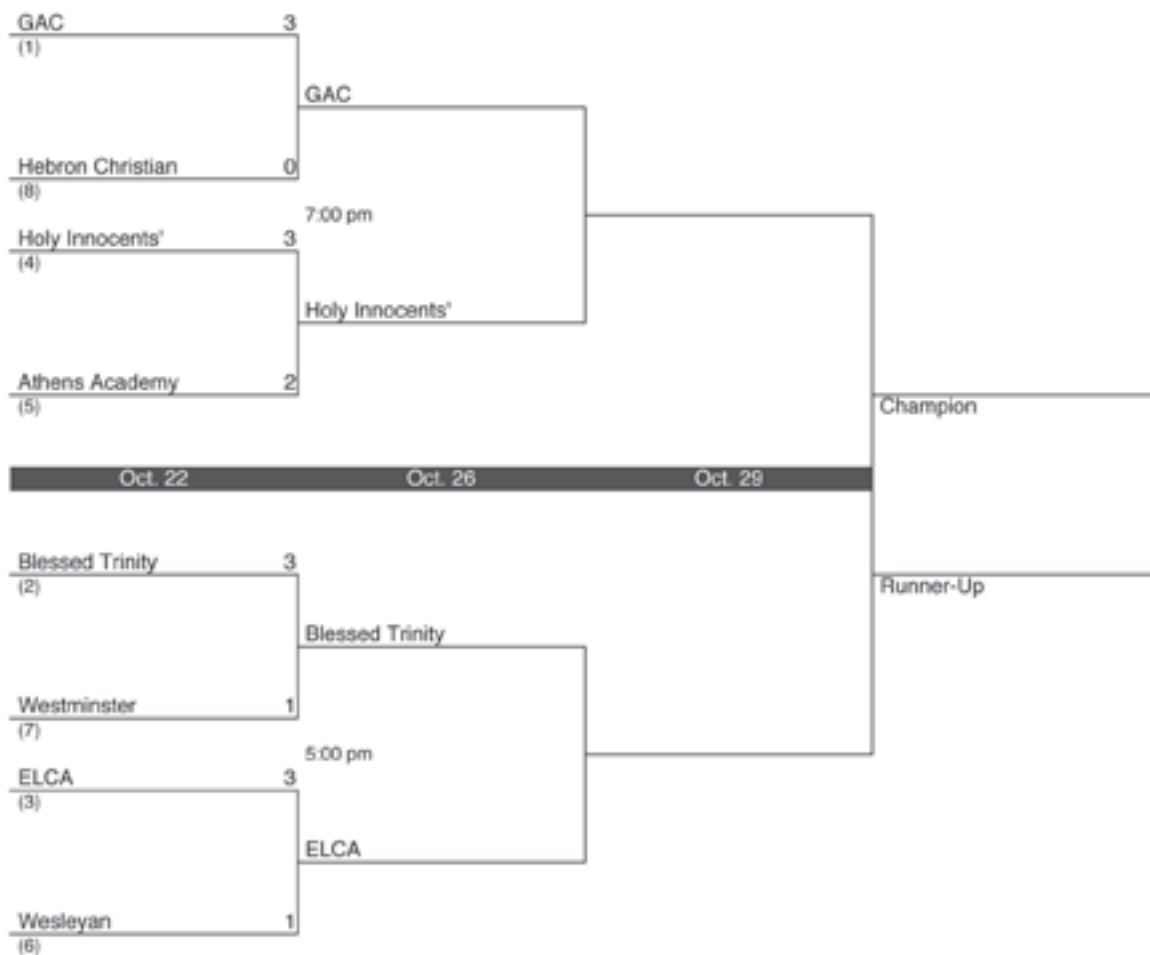 GAC 3
(1)
GAC
Hebron Christian 0
(8)
7:00 pm
Holy Innocents' 3
(4)
Holy Innocents'
Athens Academy 2
(5)
Champion
Oct. 22 Oct. 26 Oct. 29
Blessed Trinity 3
(2)
Runner-Up
Blessed Trinity
Westminster 1
(7)
5:00 pm
ELCA 3
(3)
ELCA
Wesleyan 1
(6)